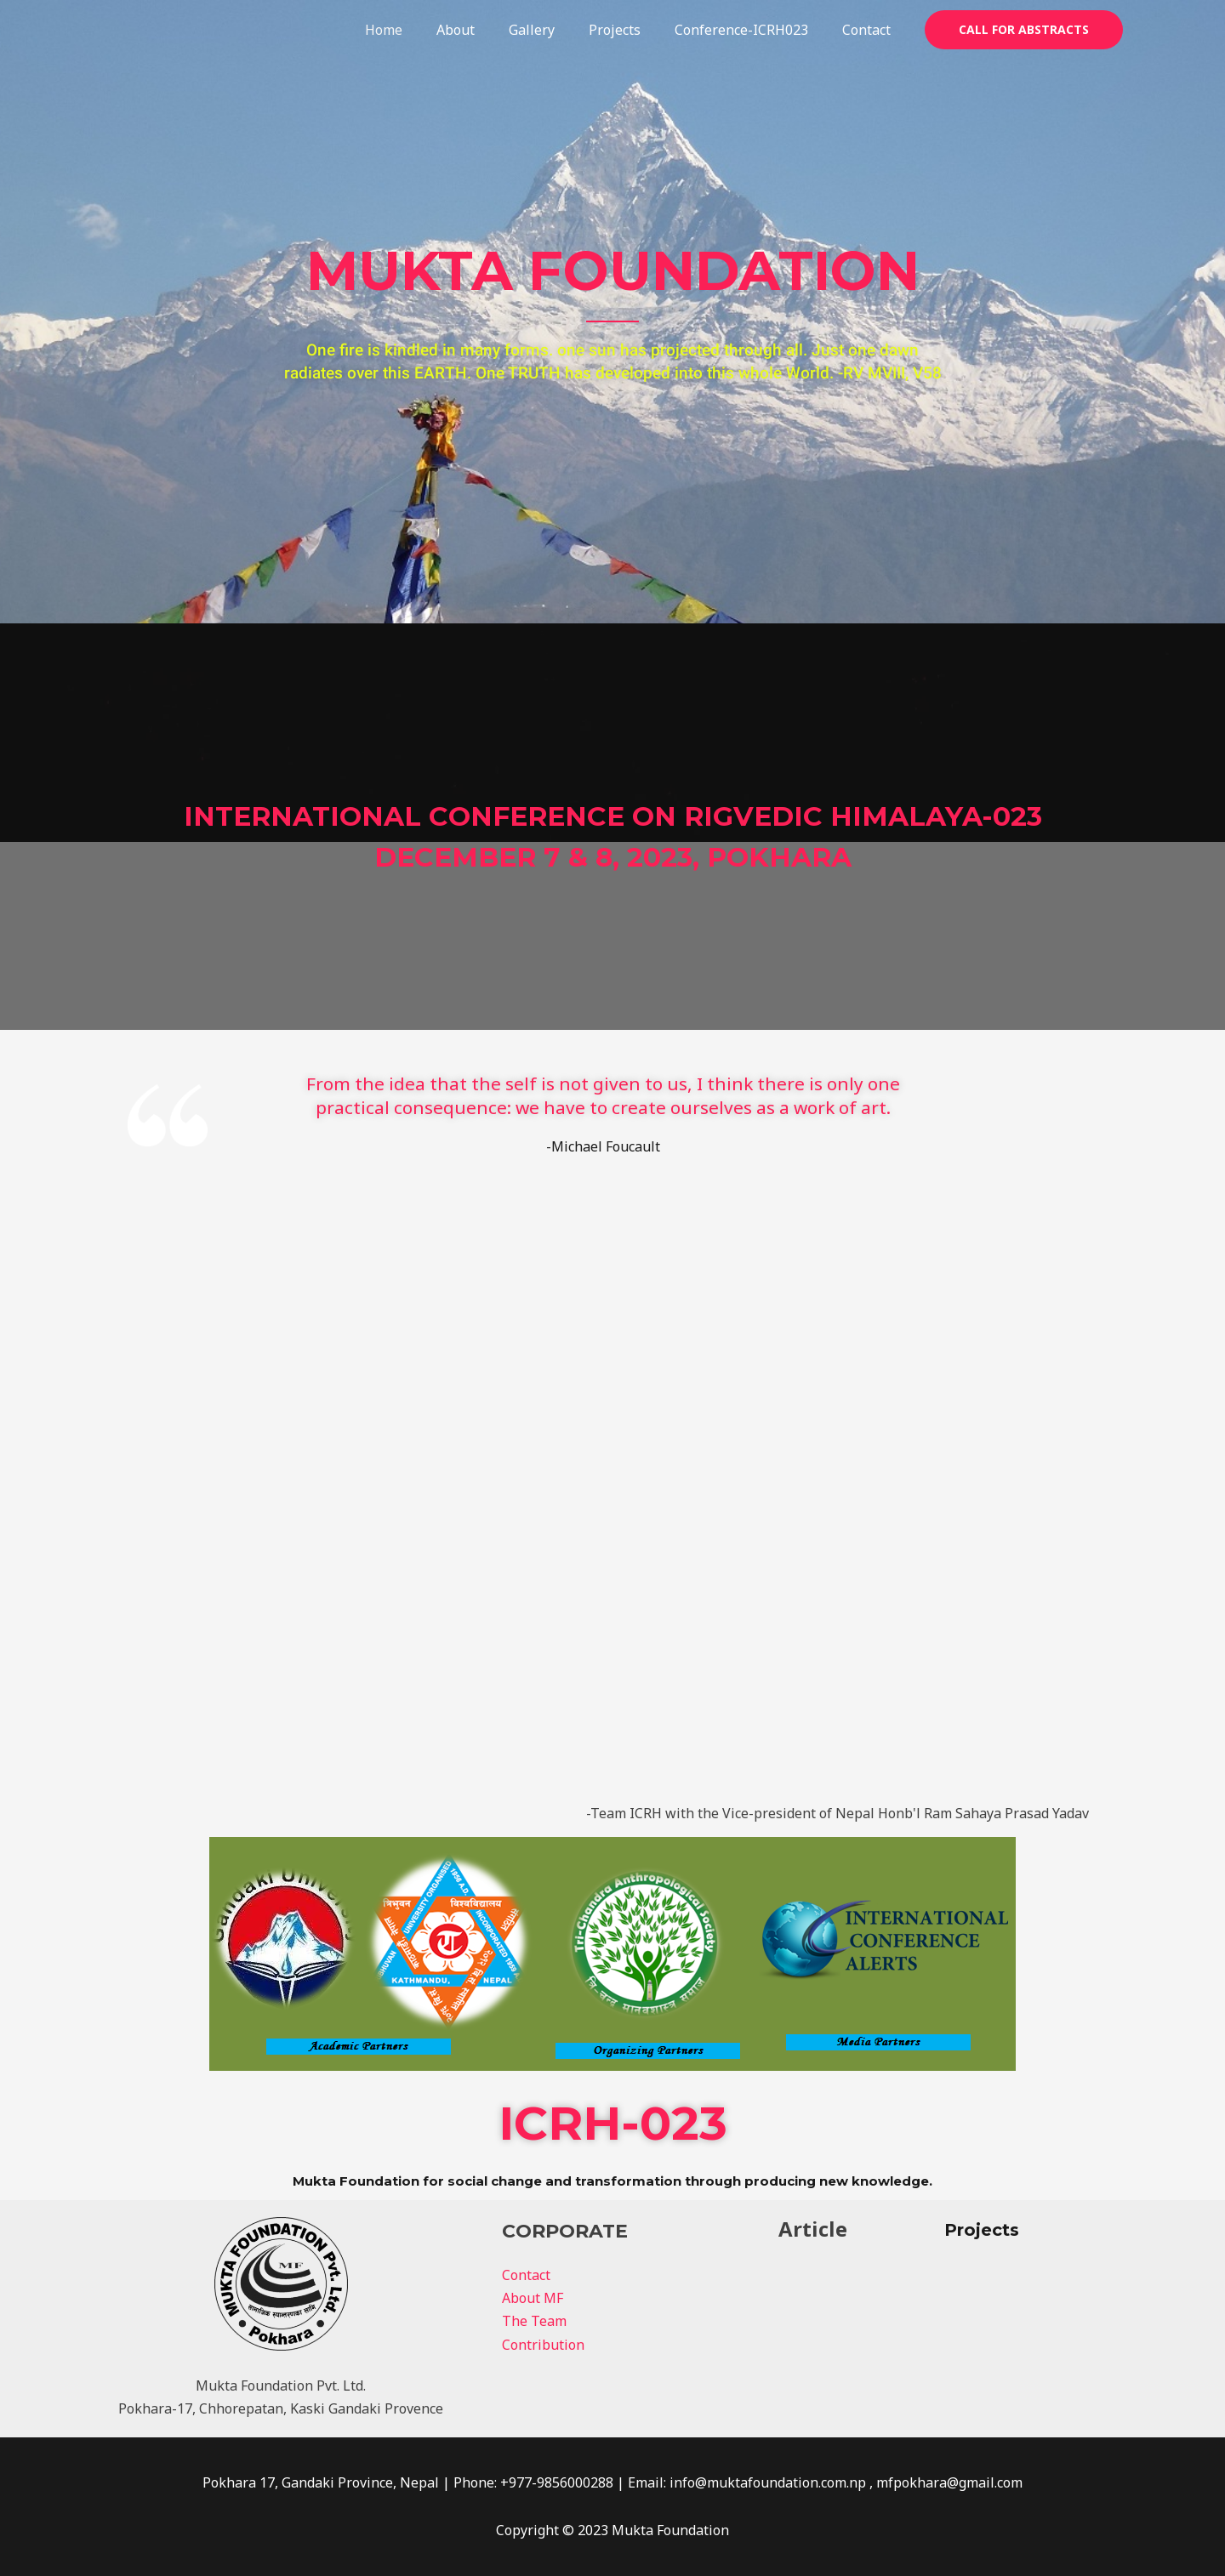 Home About Gallery Projects Conference-ICRH023 Contact CALL FOR ABSTRACTS
MUKTA FOUNDATION
One fire is kindled in many forms. one sun has projected through all. Just one dawn
radiates over this EARTH. One TRUTH has developed into this whole World. -RV MVIII, V58.
INTERNATIONAL CONFERENCE ON RIGVEDIC HIMALAYA-023
DECEMBER 7 & 8, 2023, POKHARA
From the idea that the self is not given to us, I think there is only one
practical consequence: we have to create ourselves as a work of art.
-Michael Foucault
-Team ICRH with the Vice-president of Nepal Honb'l Ram Sahaya Prasad Yadav
UNIVERSITY ORGANISED 1956 A.D.
INCORPORATED 1959
त्रिभुवन विश्वविद्यालय
KATHMANDU, NEPAL
Tri-Chandra Anthropological Society
त्रि-चन्द्र मानवशास्त्र समाज
INTERNATIONAL
CONFERENCE
ALERTS
Academic Partners
Organizing Partners
Media Partners
ICRH-023
Mukta Foundation for social change and transformation through producing new knowledge.
MUKTA FOUNDATION Pvt. Ltd.
MF
Pokhara
Mukta Foundation Pvt. Ltd.
Pokhara-17, Chhorepatan, Kaski Gandaki Provence
CORPORATE
Contact
About MF
The Team
Contribution
Article
Projects
Pokhara 17, Gandaki Province, Nepal | Phone: +977-9856000288 | Email: info@muktafoundation.com.np , mfpokhara@gmail.com
Copyright © 2023 Mukta Foundation